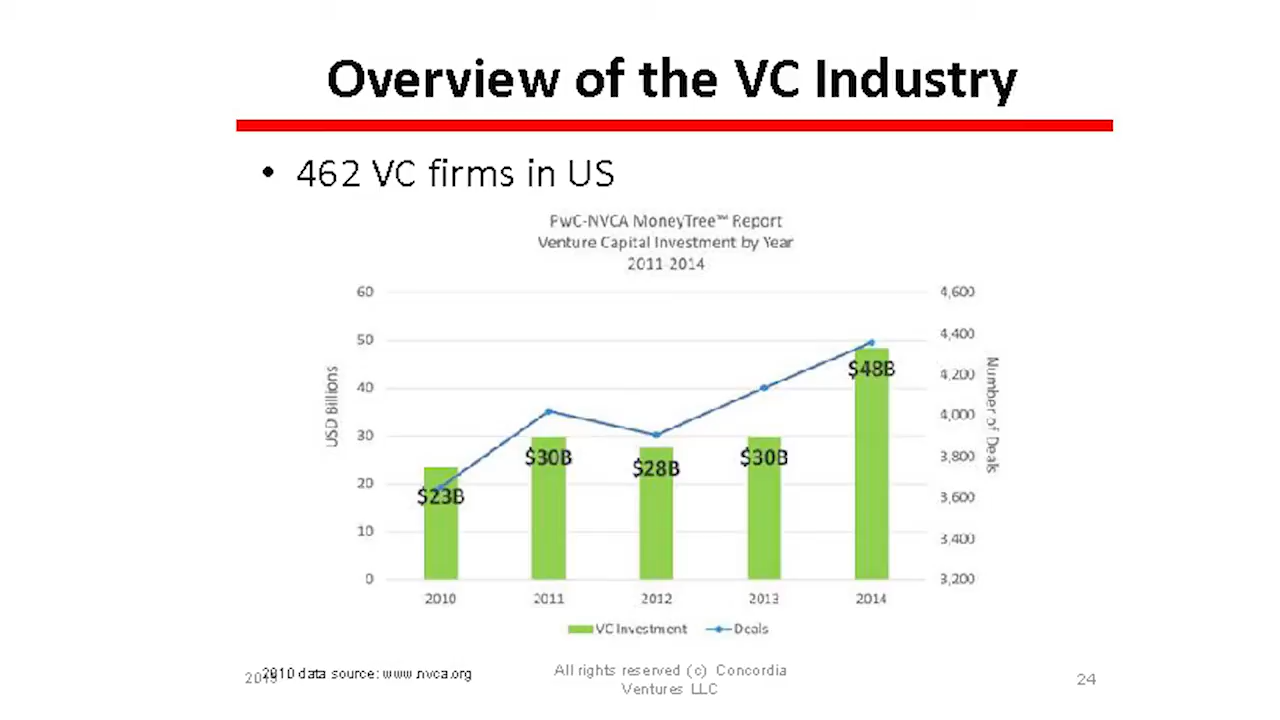 Overview of the VC Industry
• 462 VC firms in US
PwC-NVCA MoneyTree™ Report
Venture Capital Investment by Year
2011-2014
60
50
40
30
20
10
0
USD Billions
4,600
4,400
4,200
4,000
3,800
3,600
3,400
3,200
Number of Deals
$23B
$30B
$28B
$30B
$48B
2010
2011
2012
2013
2014
VC Investment
Deals
2010 data source: www.nvca.org
All rights reserved (c) Concordia
Ventures LLC
24